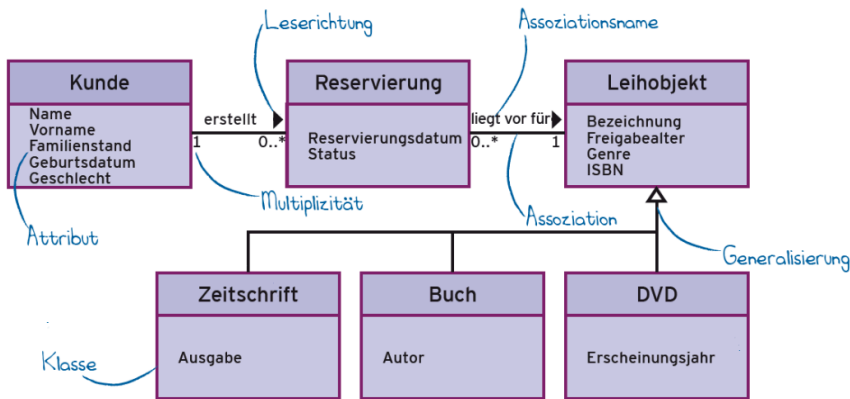 Leserichtung
Assoziationsname
Kunde
Name
Vorname
Familienstand
Geburtsdatum
Geschlecht
erstellt
1
0..*
Reservierung
Reservierungsdatum
Status
liegt vor für
0..*
1
Leihobjekt
Bezeichnung
Freigabealter
Genre
ISBN
Attribut
Multiplizität
Assoziation
Generalisierung
Zeitschrift
Ausgabe
Buch
Autor
DVD
Erscheinungsjahr
Klasse